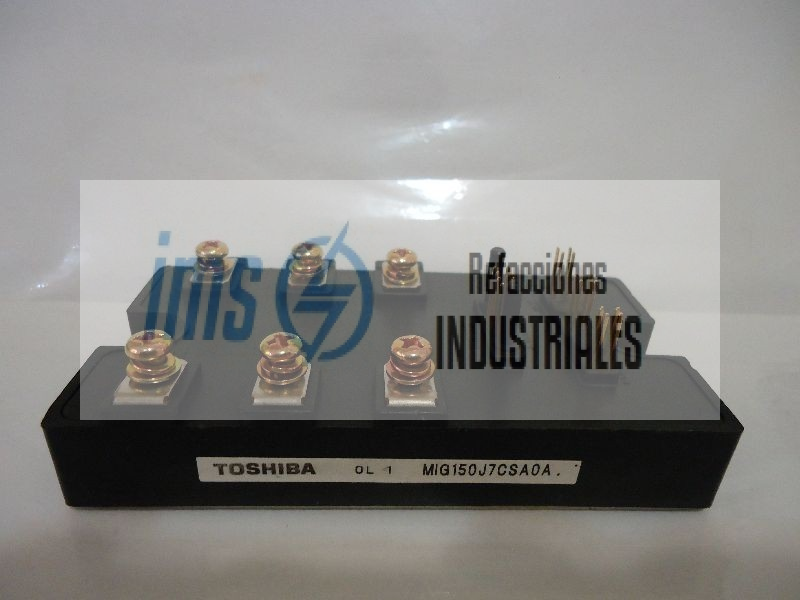 ims
Refacciones
INDUSTRIALES
TOSHIBA OL 1 MIG150J7CSA0A.